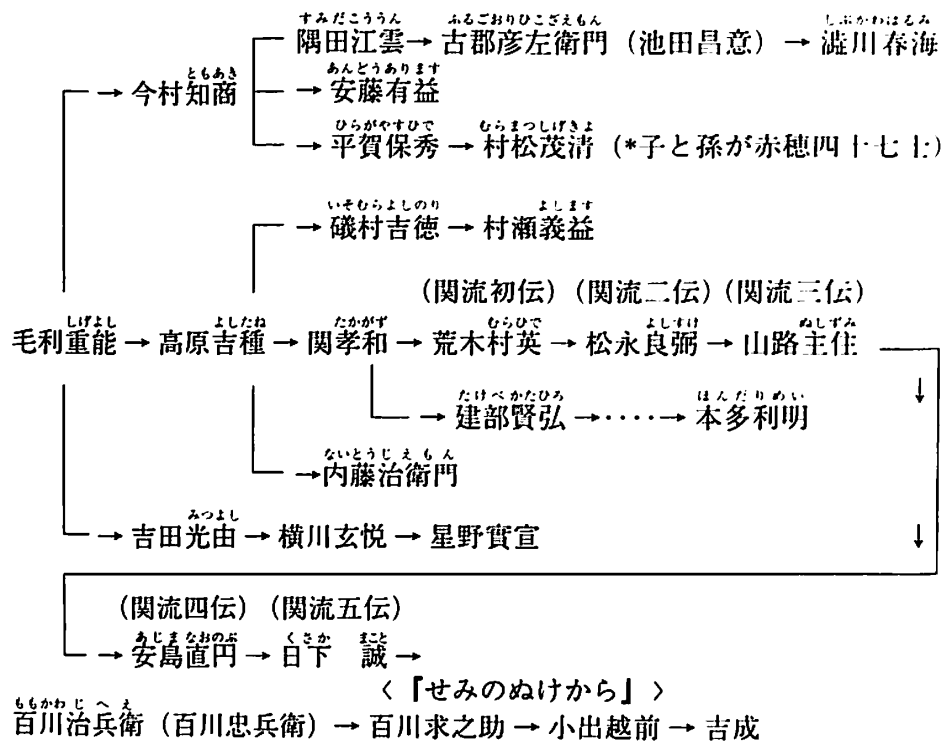 すみだこううん ふるごおりひこざえもん しぶかわはるみ
隅田江雲→古郡彦左衛門（池田昌意）→澁川春海
ともあき あんどうあります
→今村知商 →安藤有益
ひらがやすひで むらまつしげきよ
→平賀保秀→村松茂清（*子と孫が赤穂四十七士）
いそむらよしのり よします
→磯村吉徳→村瀬義益
（関流初伝）（関流二伝）（関流三伝）
しげよし よしたね たかかず むらひで よしすけ ぬしずみ
毛利重能→高原吉種→関孝和→荒木村英→松永良弼→山路主住
たけべかたひろ ほんだりめい
→建部賢弘→‥‥→本多利明
ないとうじえもん
→内藤治衛門
みつよし
→吉田光由→横川玄悦→星野實宣
（関流四伝）（関流五伝）
あじまなおのぶ くさか まこと
→安島直円→日下 誠→
〈『せみのぬけから』〉
ももかわじへえ
百川治兵衛（百川忠兵衛）→百川求之助→小出越前→吉成